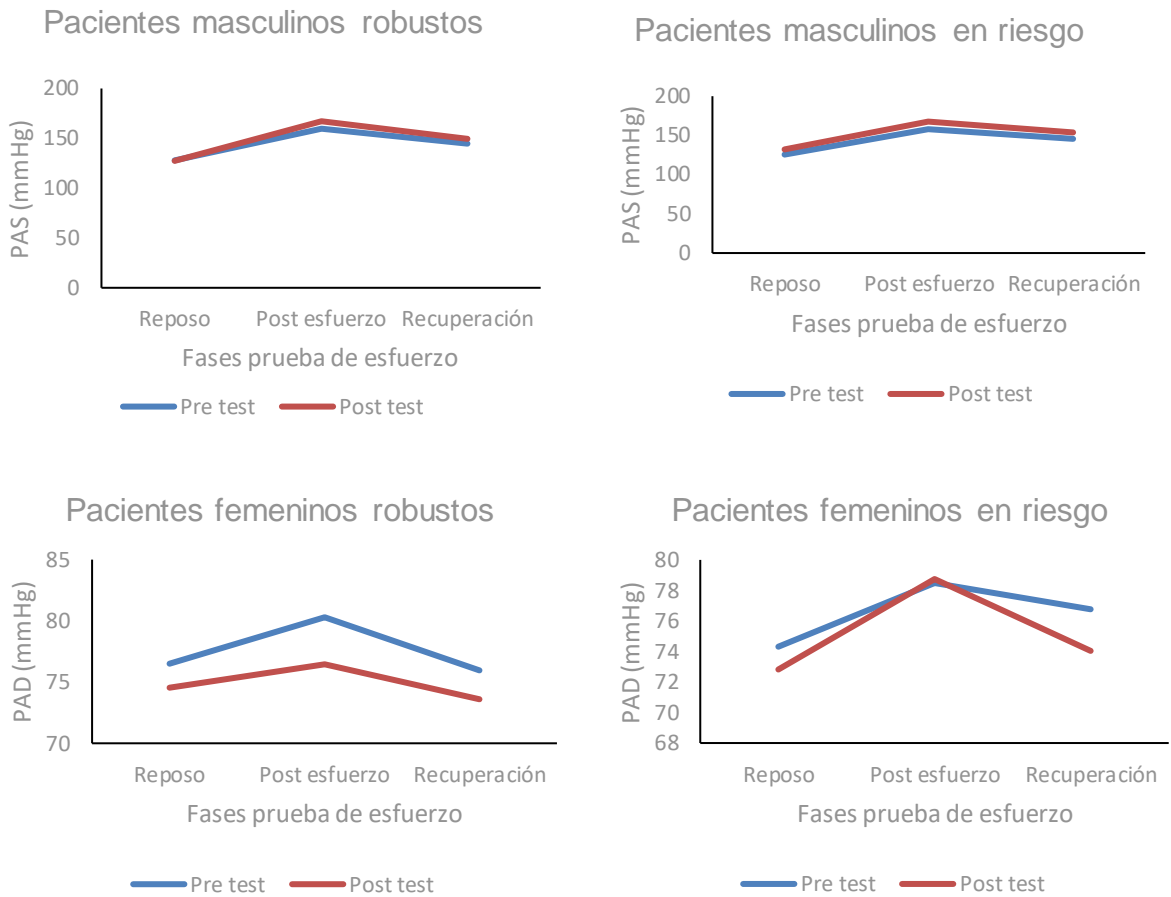 Pacientes masculinos robustos
200
150
100
50
0
PAS (mmHg)
Reposo Post esfuerzo Recuperación
Fases prueba de esfuerzo
Pre test Post test
Pacientes masculinos en riesgo
200
150
100
50
0
PAS (mmHg)
Reposo Post esfuerzo Recuperación
Fases prueba de esfuerzo
Pre test Post test
Pacientes femeninos robustos
85
80
75
70
PAD (mmHg)
Reposo Post esfuerzo Recuperación
Fases prueba de esfuerzo
Pre test Post test
Pacientes femeninos en riesgo
80
78
76
74
72
70
68
PAD (mmHg)
Reposo Post esfuerzo Recuperación
Fases prueba de esfuerzo
Pre test Post test